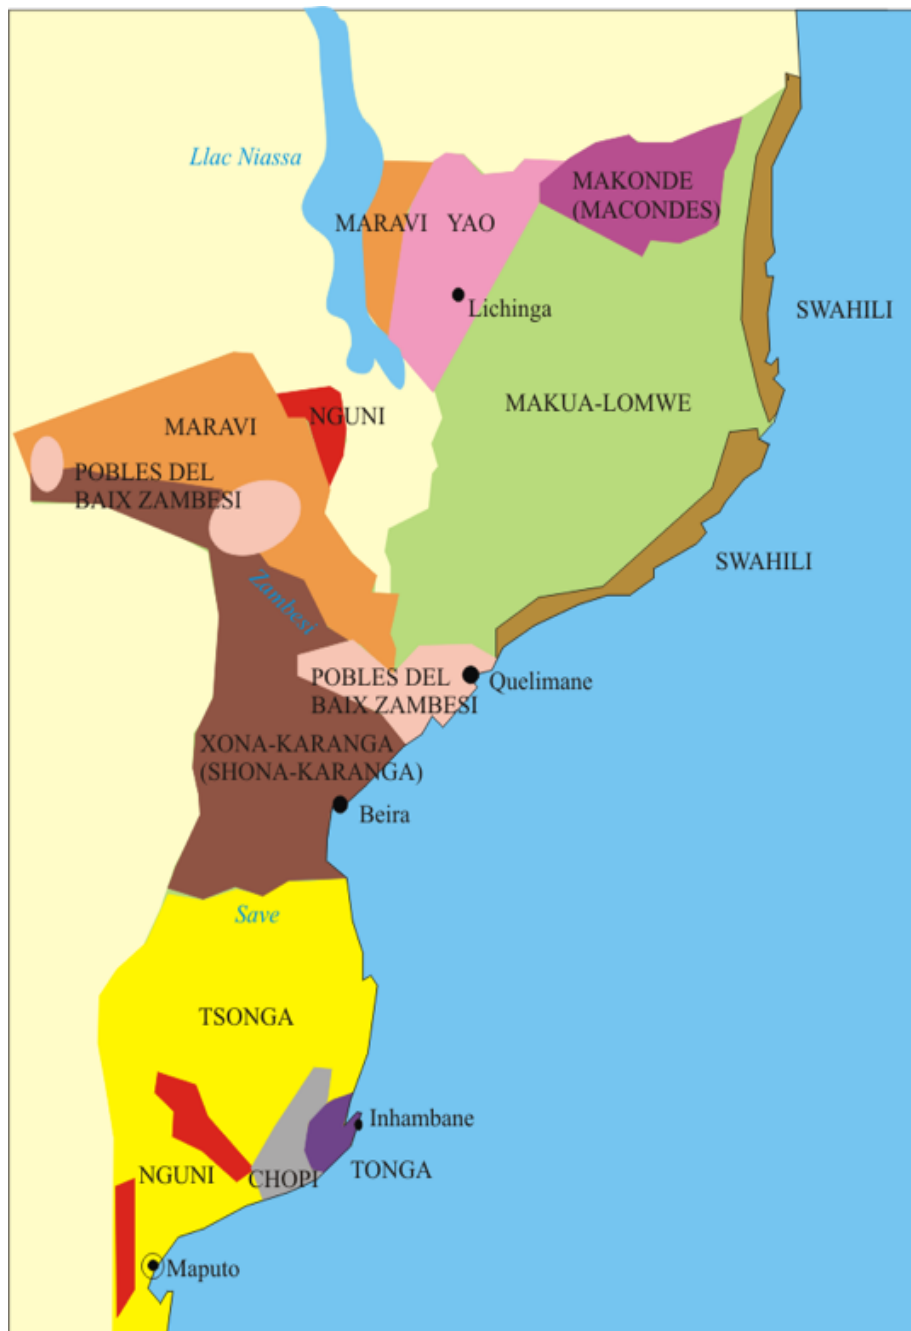 Llac Niassa
MAKONDE
(MACONDES)
MARAVI
YAO
Lichinga
SWAHILI
MAKUA-LOMWE
NGUNI
MARAVI
POBLES DEL
BAIX ZAMBESI
SWAHILI
Zambesi
POBLES DEL
BAIX ZAMBESI
Quelimane
XONA-KARANGA
(SHONA-KARANGA)
Beira
Save
TSONGA
Inhambane
NGUNI
CHOPI
TONGA
Maputo